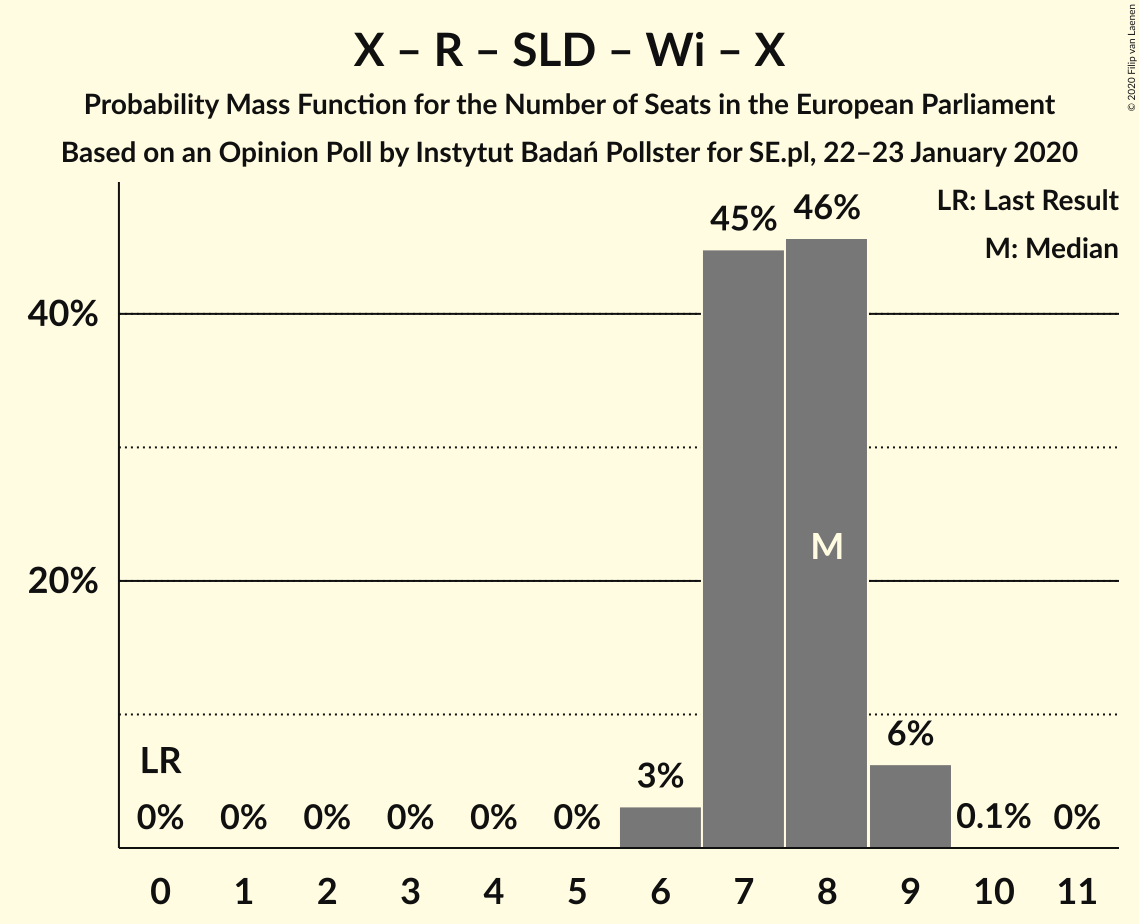 X – R – SLD – Wi – X
Probability Mass Function for the Number of Seats in the European Parliament
Based on an Opinion Poll by Instytut Badań Pollster for SE.pl, 22–23 January 2020
© 2020 Filip van Laenen
LR: Last Result
M: Median
45% 46%
40%
M
20%
6%
LR
3%
0% 0% 0% 0% 0% 0% 0.1% 0%
0 1 2 3 4 5 6 7 8 9 10 11